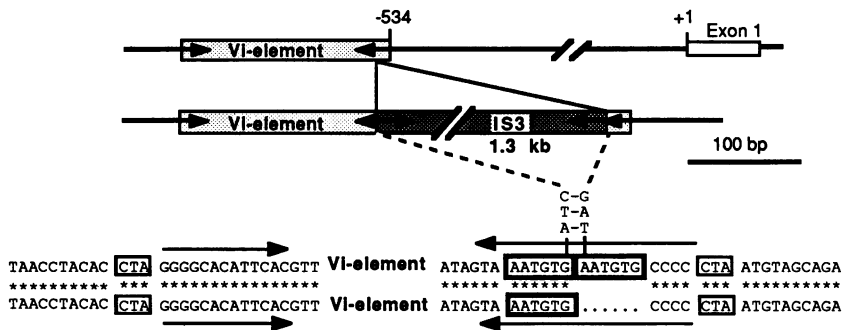 -534 +1 Exon 1
Vi-element
Vi-element IS3
1.3 kb 100 bp
C-G
T-A
A-T
TAACCTACAC CTA GGGGCACATTCACGTT Vi-element ATAGTA AATGTG AATGTG CCCC CTA ATGTAGCAGA
********** *** **************** ****** ****** **** *** **********
TAACCTACAC CTA GGGGCACATTCACGTT Vi-element ATAGTA AATGTG ...... CCCC CTA ATGTAGCAGA